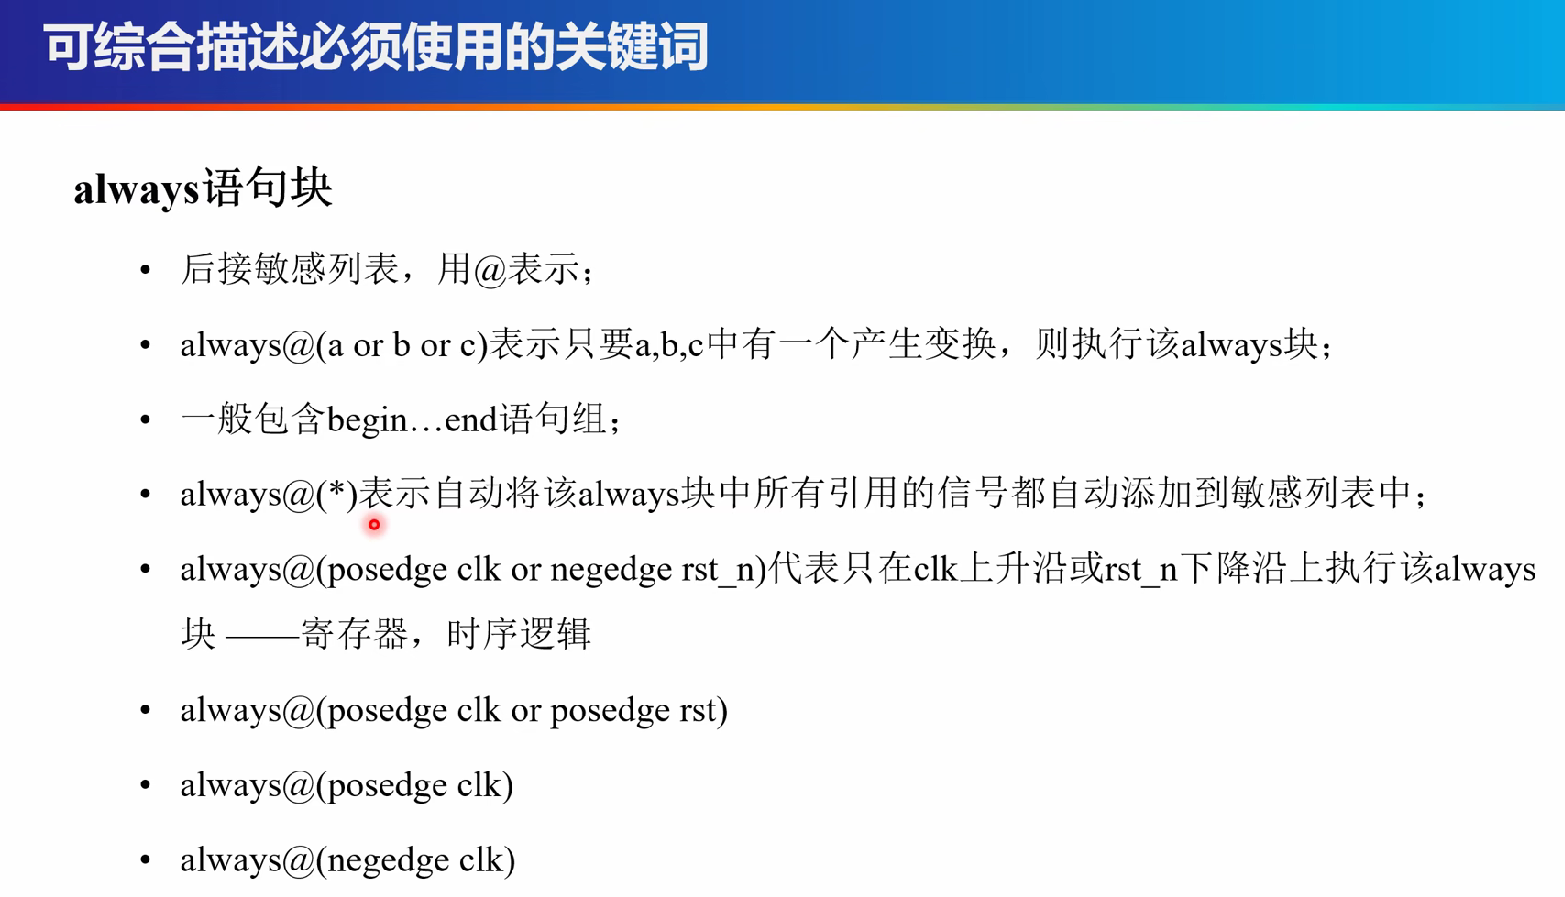 可综合描述必须使用的关键词
always语句块
• 后接敏感列表，用@表示；
• always@(a or b or c)表示只要a,b,c中有一个产生变换，则执行该always块；
• 一般包含begin…end语句组；
• always@(*)表示自动将该always块中所有引用的信号都自动添加到敏感列表中；
• always@(posedge clk or negedge rst_n)代表只在clk上升沿或rst_n下降沿上执行该always
块 ——寄存器，时序逻辑
• always@(posedge clk or posedge rst)
• always@(posedge clk)
• always@(negedge clk)